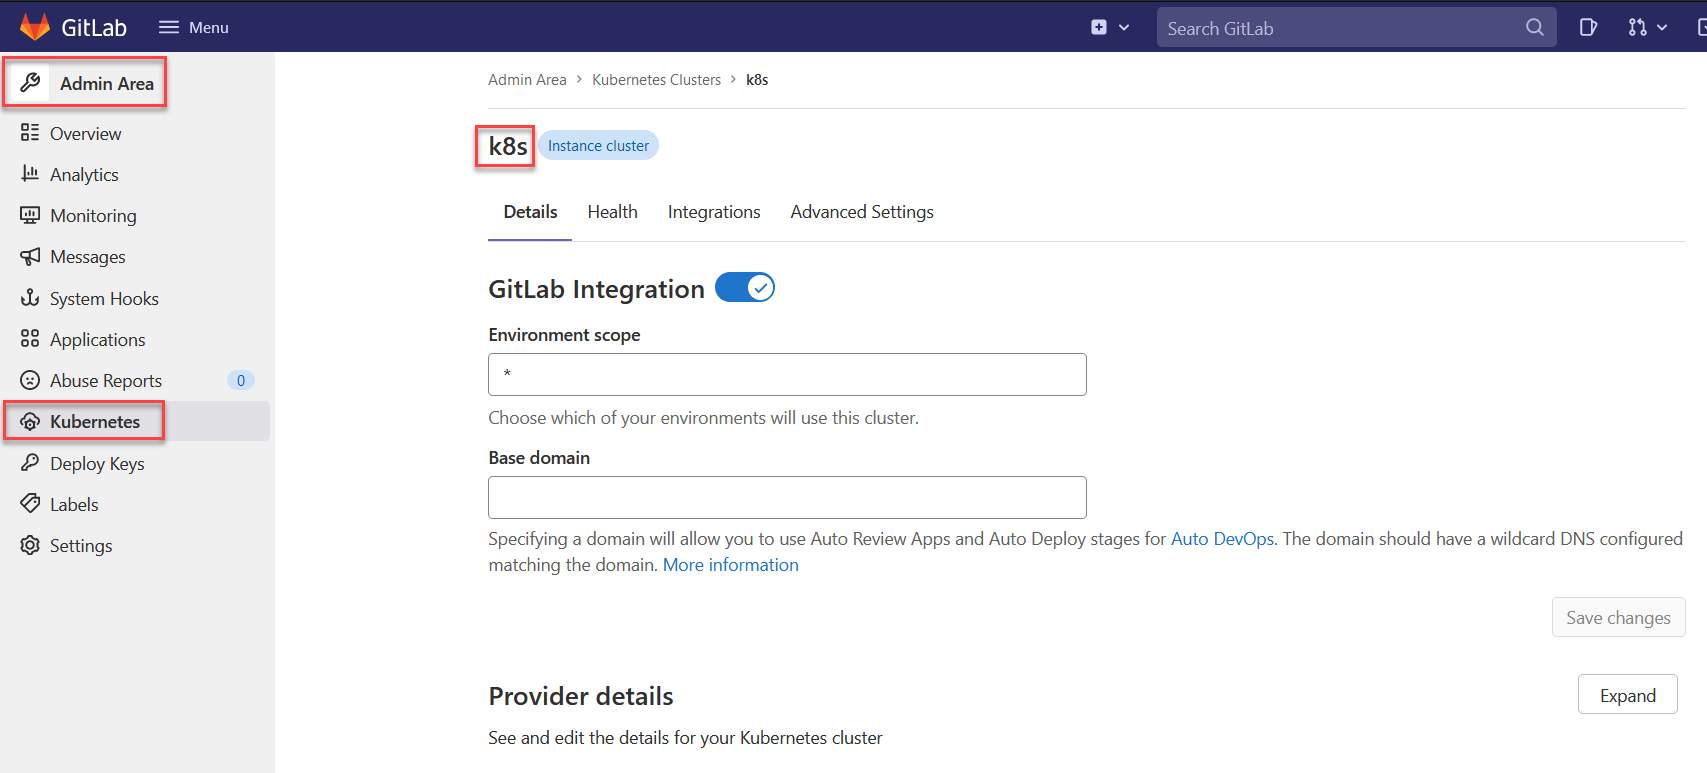 GitLab Menu Search GitLab
Admin Area
Overview
Analytics
Monitoring
Messages
System Hooks
Applications
Abuse Reports 0
Kubernetes
Deploy Keys
Labels
Settings
Admin Area > Kubernetes Clusters > k8s
k8s Instance cluster
Details Health Integrations Advanced Settings
GitLab Integration
Environment scope
*
Choose which of your environments will use this cluster.
Base domain
Specifying a domain will allow you to use Auto Review Apps and Auto Deploy stages for Auto DevOps. The domain should have a wildcard DNS configured
matching the domain. More information
Save changes
Provider details
Expand
See and edit the details for your Kubernetes cluster